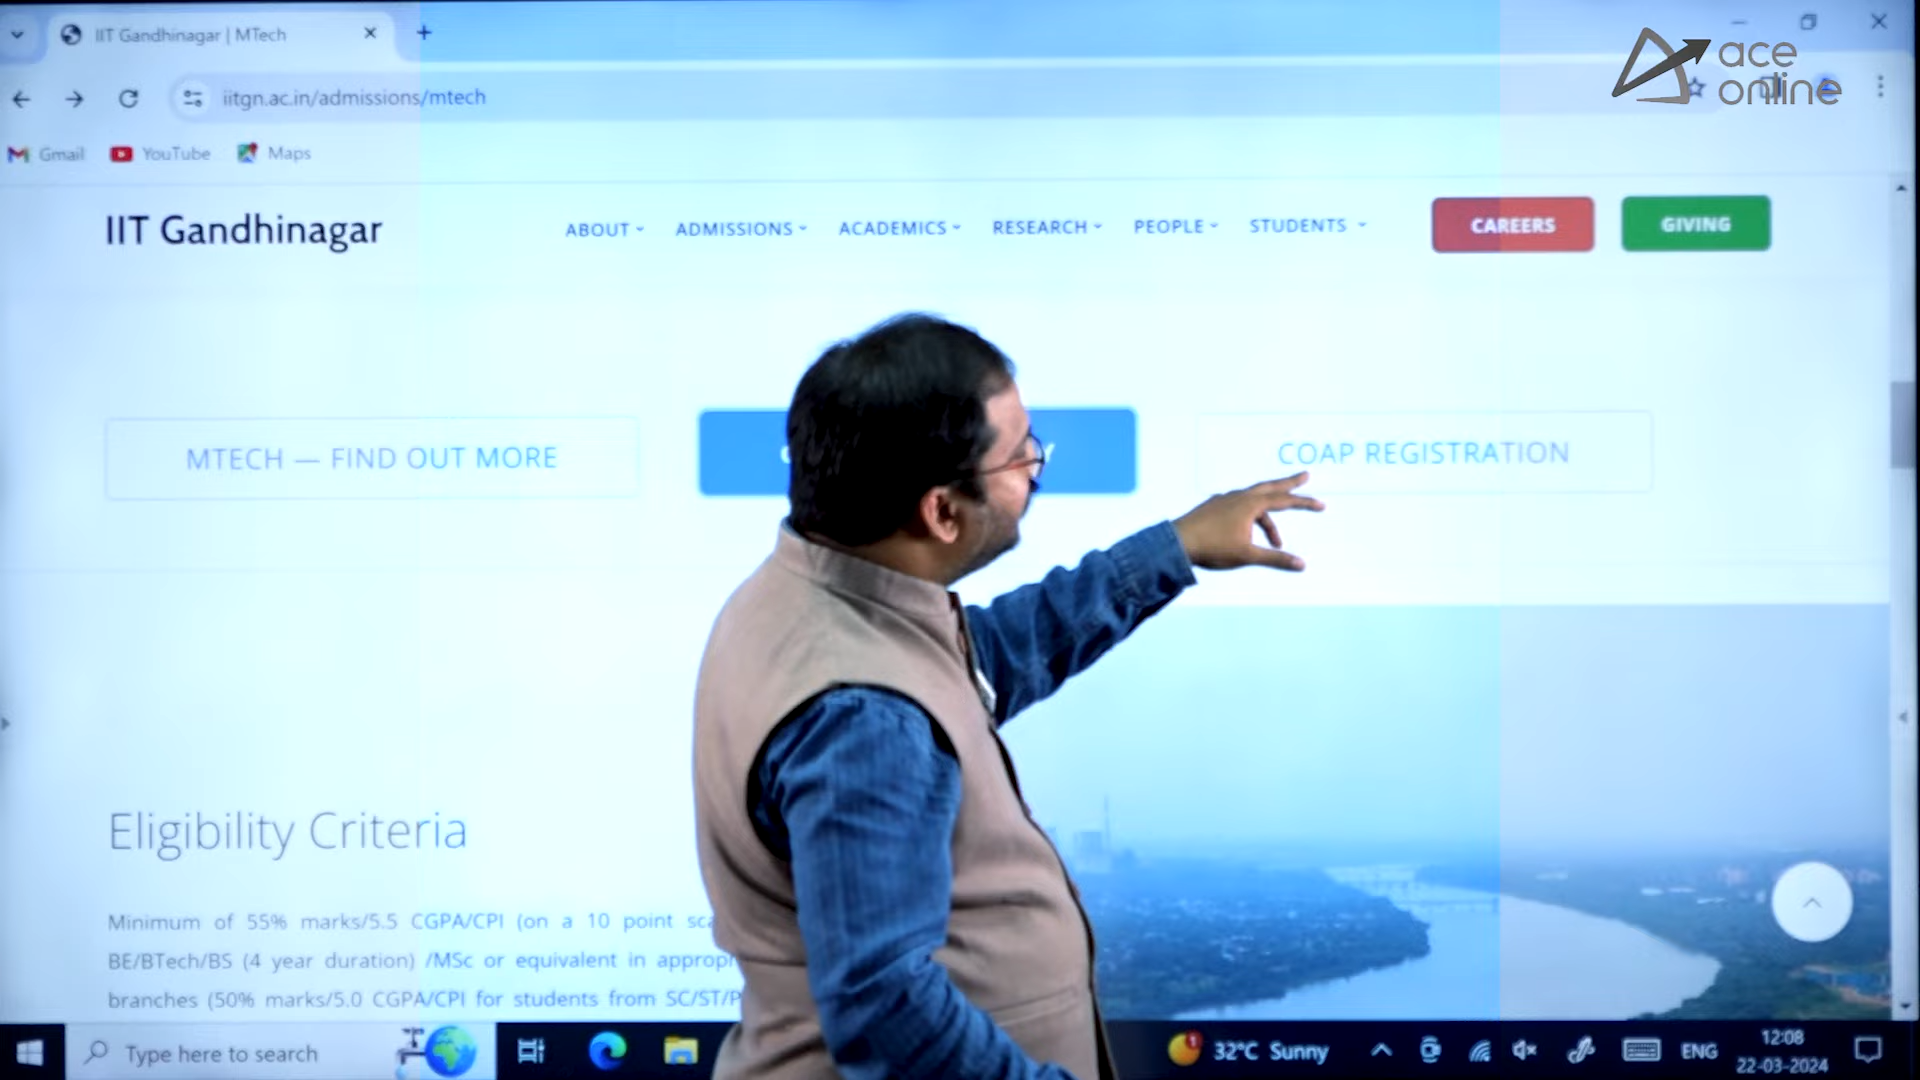 IIT Gandhinagar | MTech
ace
online
iitgn.ac.in/admissions/mtech
Gmail YouTube Maps
IIT Gandhinagar ABOUT ADMISSIONS ACADEMICS RESEARCH PEOPLE STUDENTS CAREERS GIVING
MTECH — FIND OUT MORE COAP REGISTRATION
Eligibility Criteria
Minimum of 55% marks/5.5 CGPA/CPI (on a 10 point
BE/BTech/BS (4 year duration) /MSc or equivalent in
branches (50% marks/5.0 CGPA/CPI for students from SC/ST/
Type here to search 1 32°C Sunny ENG 12:08
22-03-2024